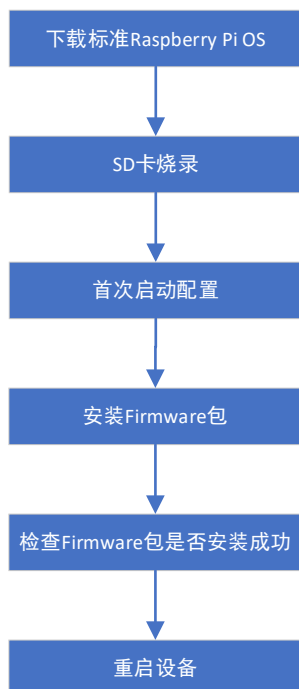 下载标准Raspberry Pi OS
SD卡烧录
首次启动配置
安装Firmware包
检查Firmware包是否安装成功
重启设备